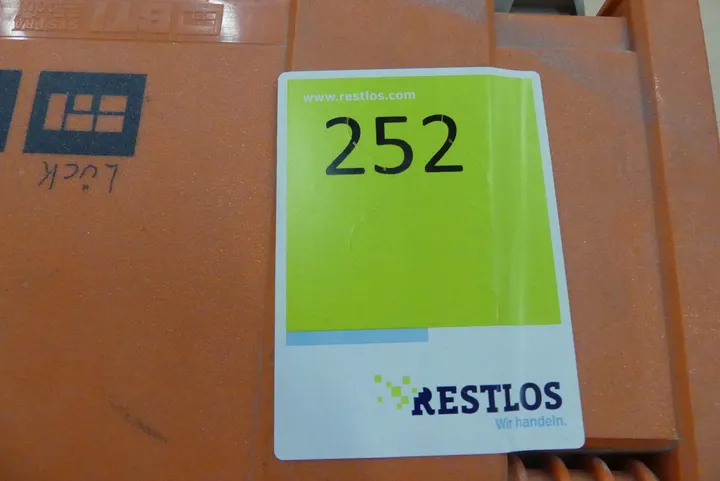 www.restlos.com
252
RESTLOS
Wir handeln.
Lück